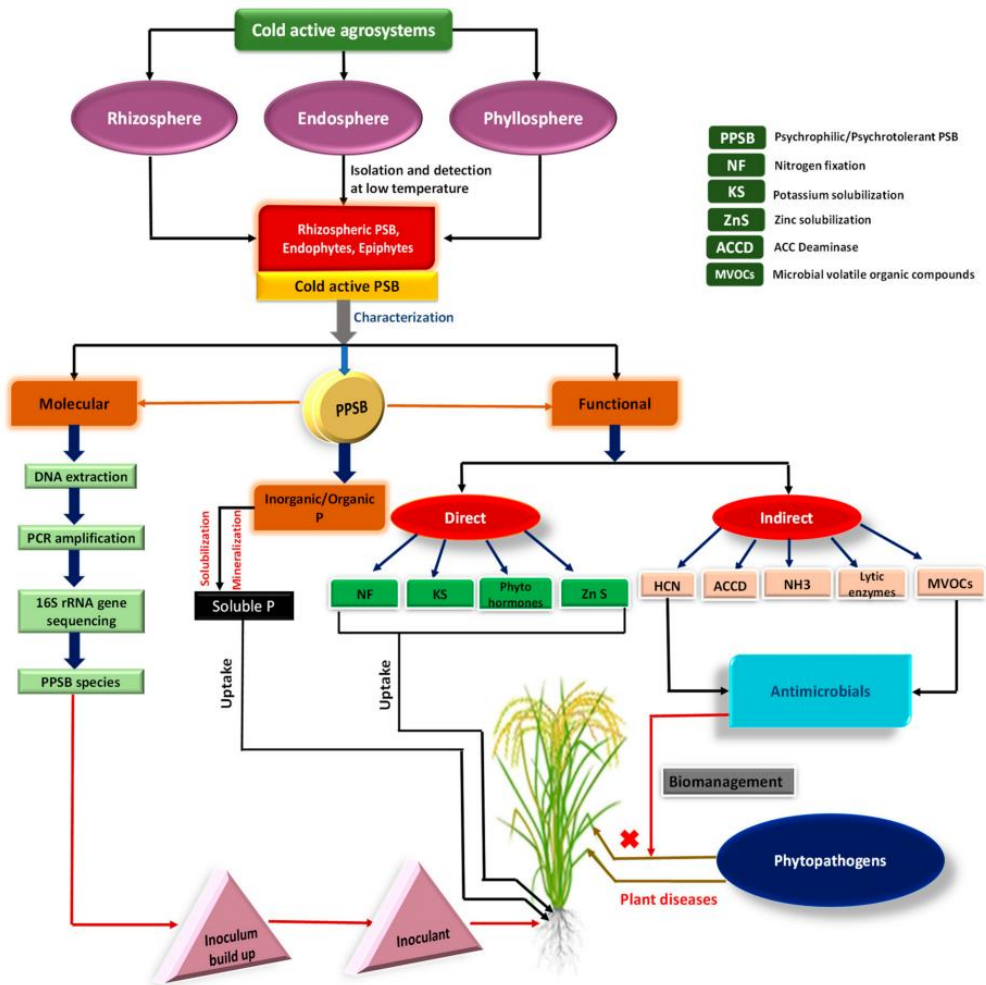 Cold active agrosystems
Rhizosphere
Endosphere
Phyllosphere
Isolation and detection
at low temperature
Rhizospheric PSB,
Endophytes, Epiphytes
Cold active PSB
Characterization
PPSB Psychrophilic/Psychrotolerant PSB
NF Nitrogen fixation
KS Potassium solubilization
ZnS Zinc solubilization
ACCD ACC Deaminase
MVOCs Microbial volatile organic compounds
Molecular
PPSB
Functional
DNA extraction
PCR amplification
16S rRNA gene
sequencing
PPSB species
Inorganic/Organic
P
Solubilization
Mineralization
Soluble P
Uptake
Direct
NF
KS
Phyto
hormones
Zn S
Uptake
Indirect
HCN
ACCD
NH3
Lytic
enzymes
MVOCs
Antimicrobials
Biomanagement
Phytopathogens
Plant diseases
Inoculum
build up
Inoculant